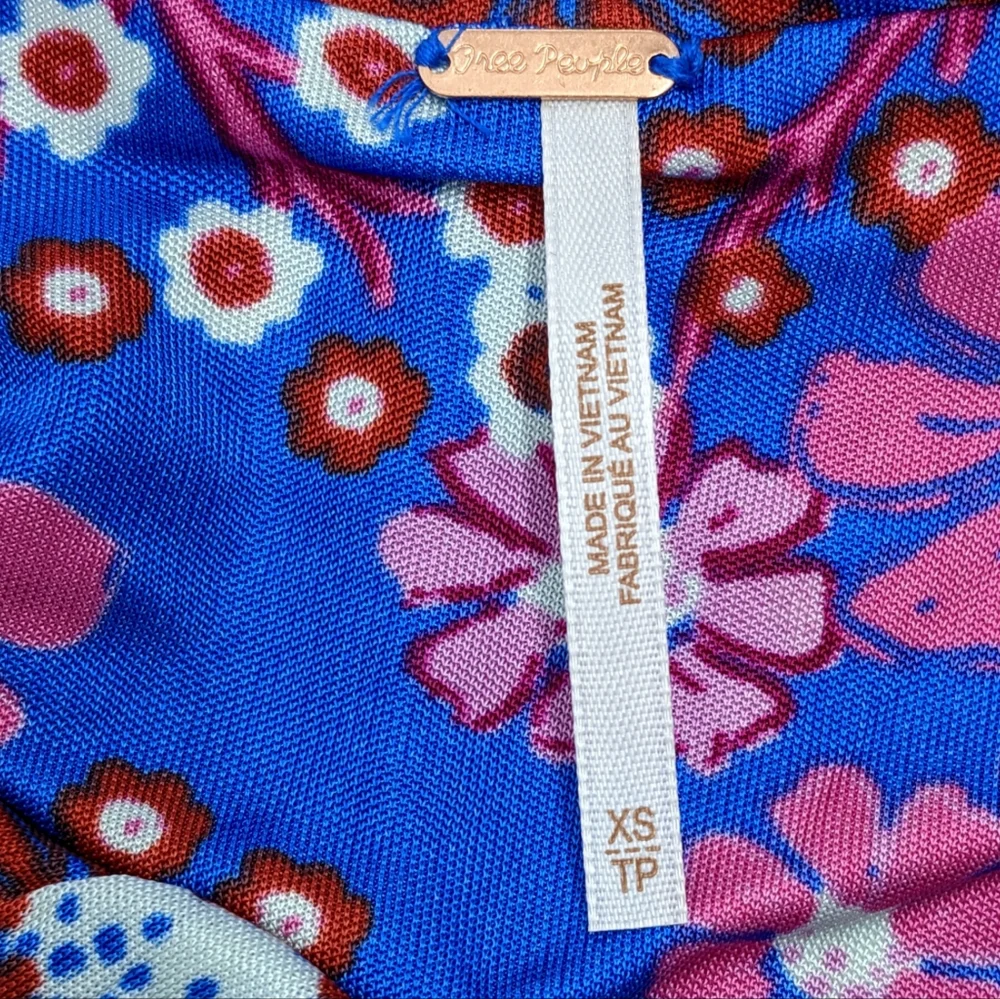 Free People
MADE IN VIETNAM
FABRIQUÉ AU VIETNAM
XS
TP